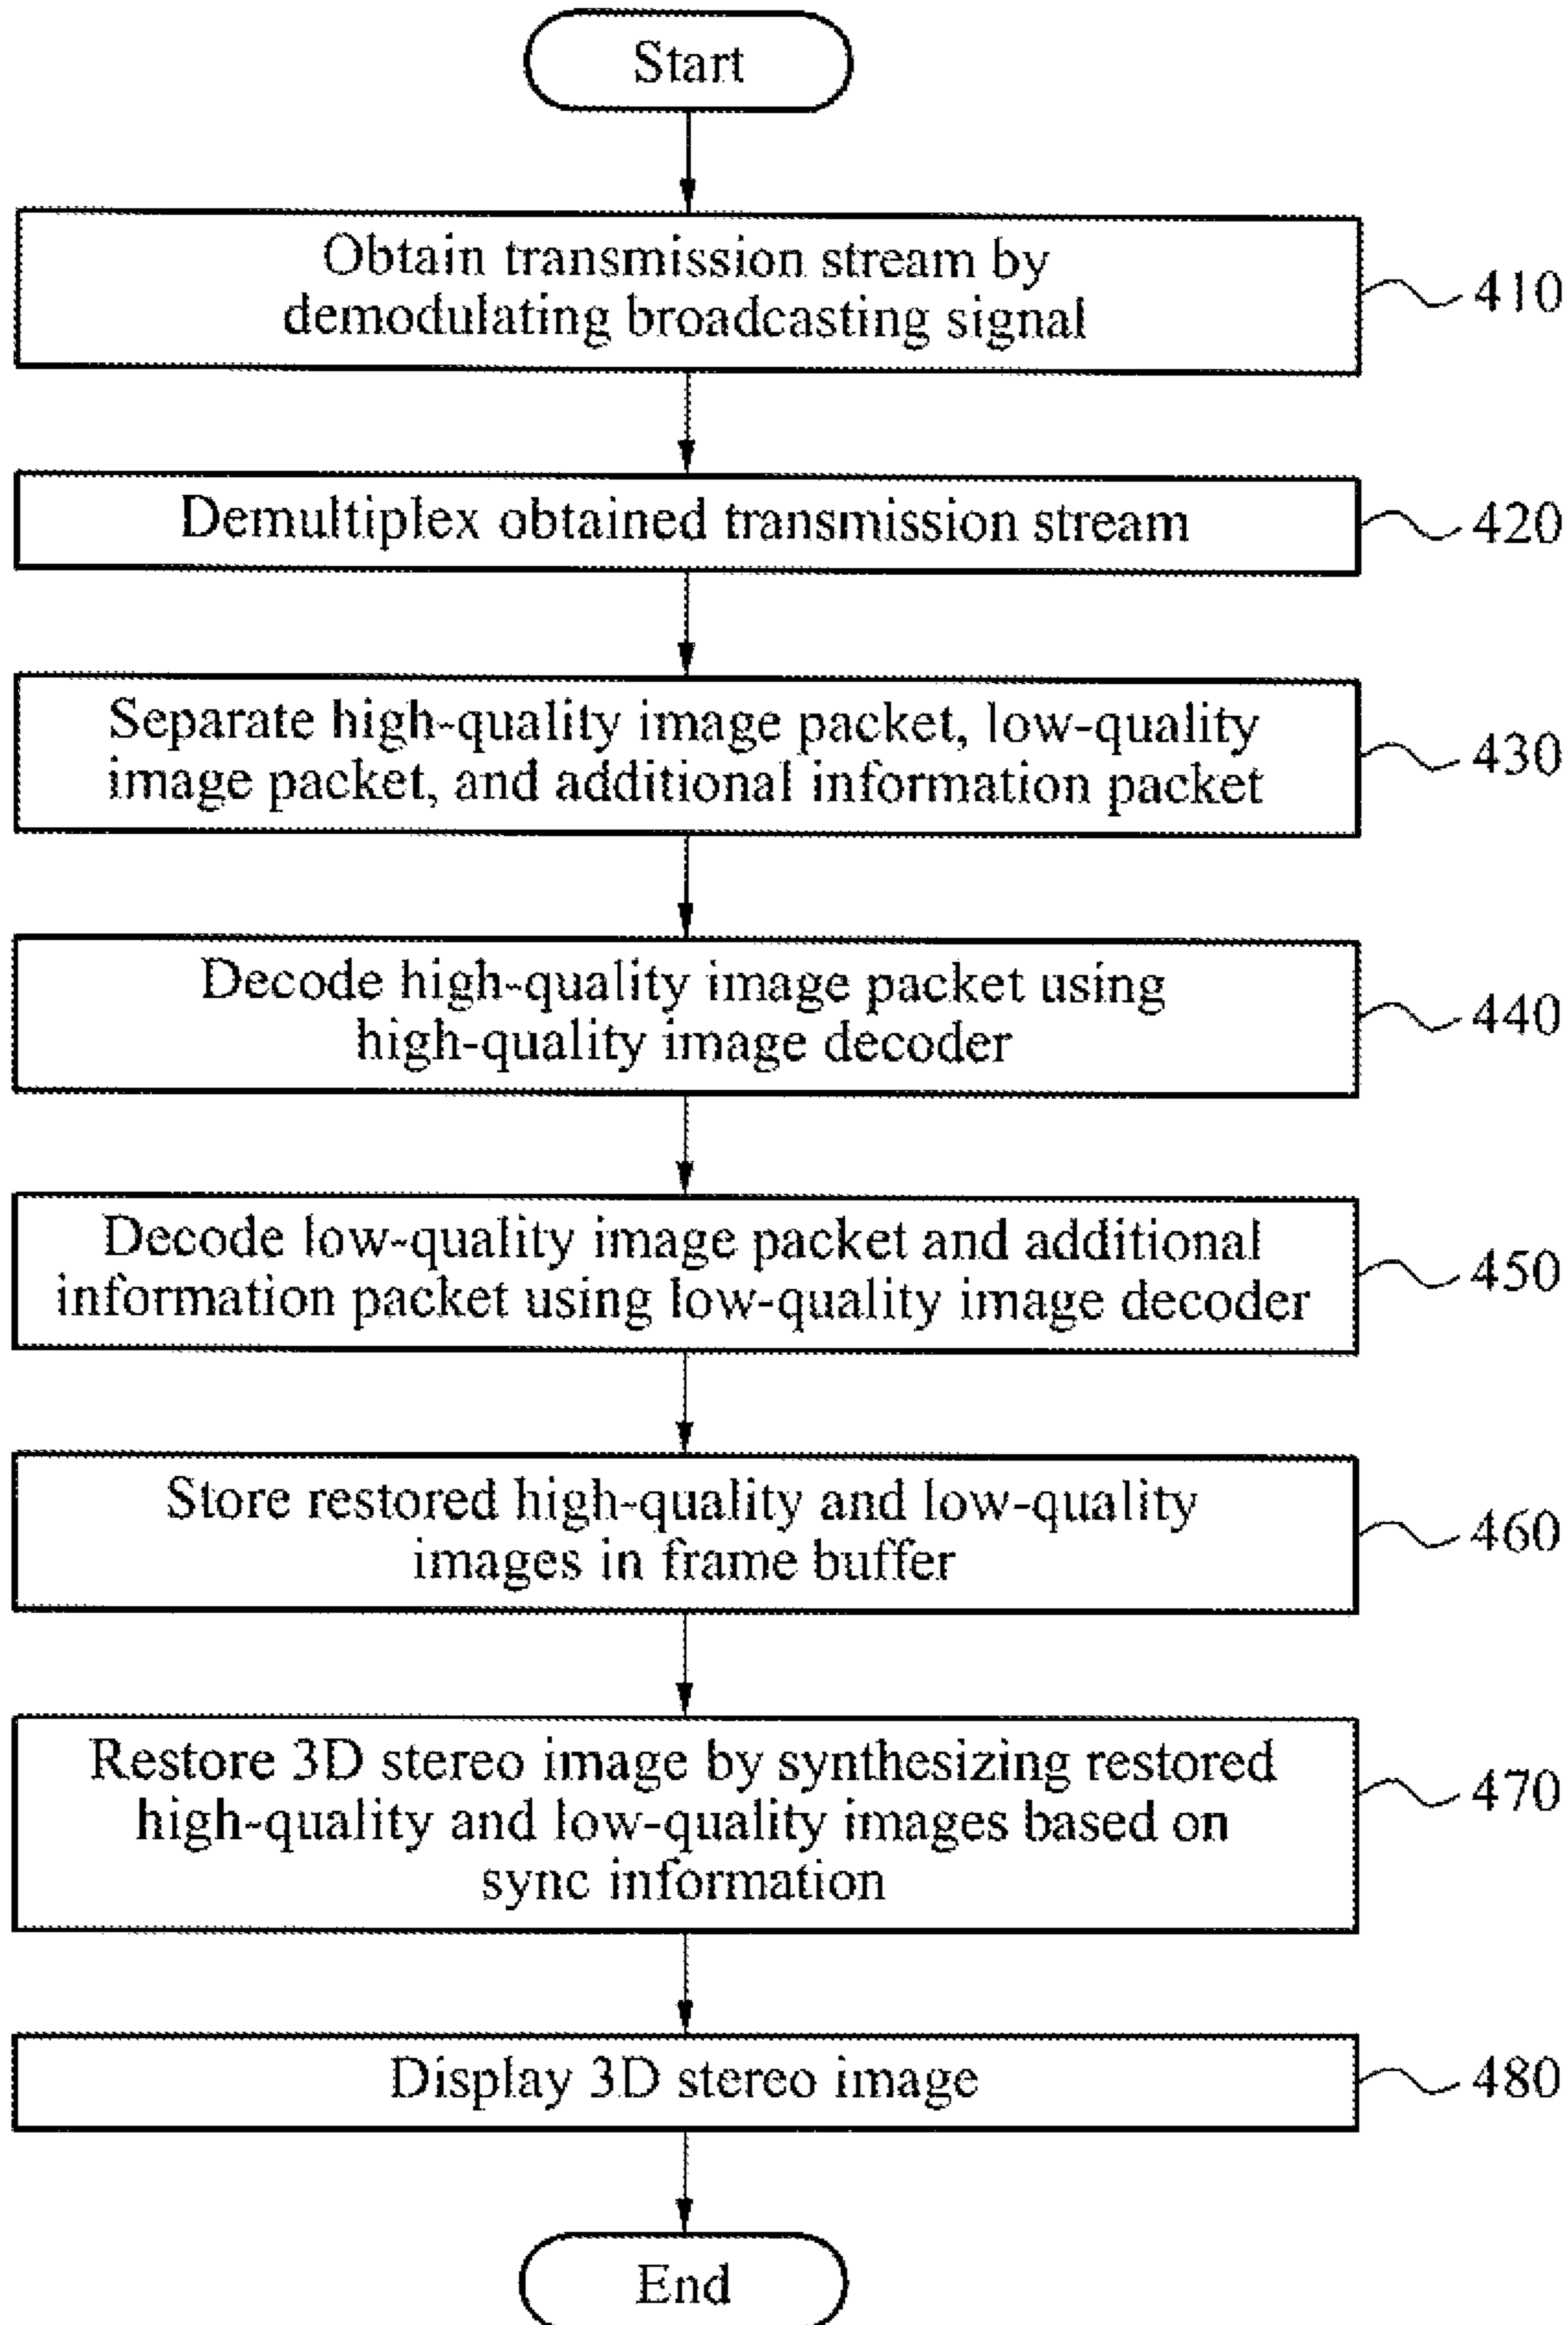 Start
Obtain transmission stream by
demodulating broadcasting signal
410
Demultiplex obtained transmission stream
420
Separate high-quality image packet, low-quality
image packet, and additional information packet
430
Decode high-quality image packet using
high-quality image decoder
440
Decode low-quality image packet and additional
information packet using low-quality image decoder
450
Store restored high-quality and low-quality
images in frame buffer
460
Restore 3D stereo image by synthesizing restored
high-quality and low-quality images based on
sync information
470
Display 3D stereo image
480
End